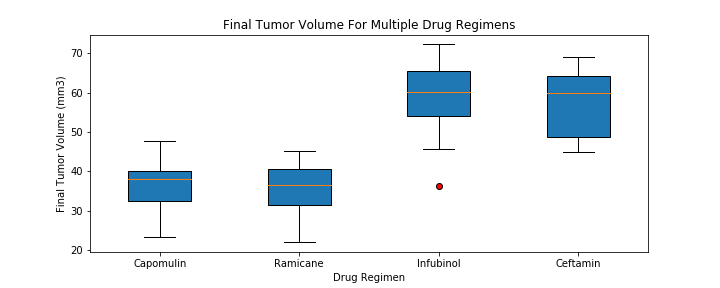 Final Tumor Volume For Multiple Drug Regimens
Final Tumor Volume (mm3)
70
60
50
40
30
20
Capomulin Ramicane Infubinol Ceftamin
Drug Regimen